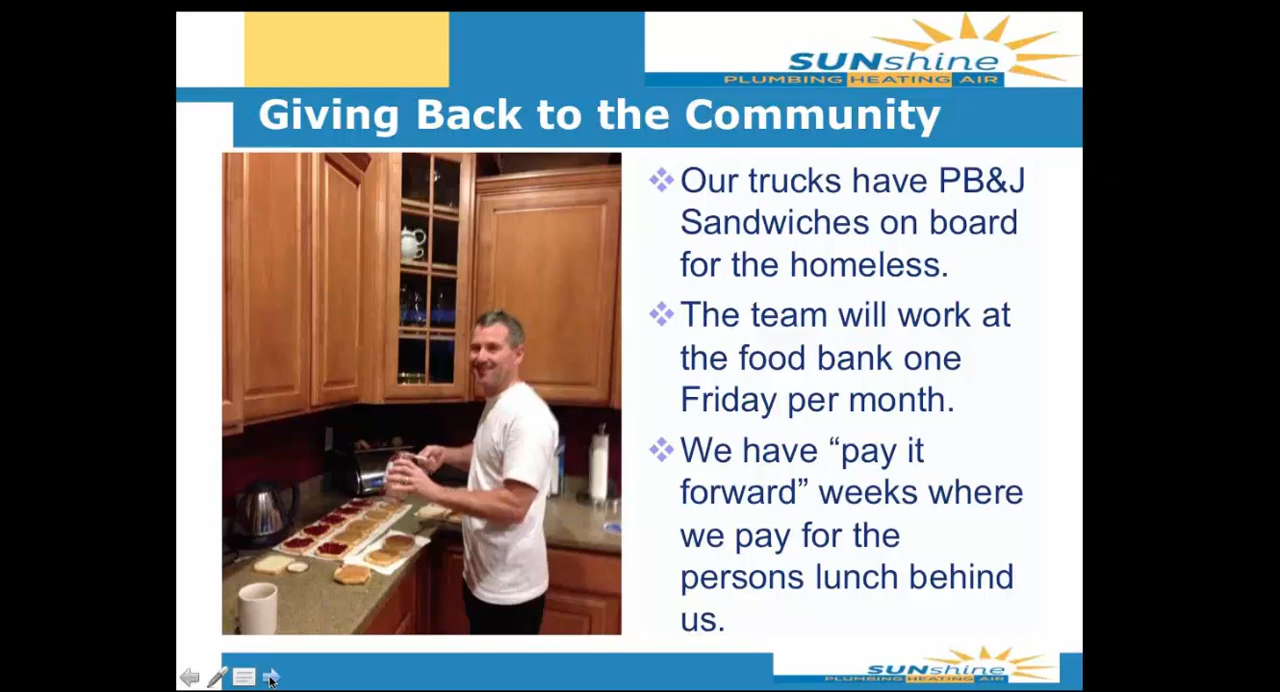 SUNshine
PLUMBING HEATING AIR
Giving Back to the Community
Our trucks have PB&J
Sandwiches on board
for the homeless.
The team will work at
the food bank one
Friday per month.
We have “pay it
forward” weeks where
we pay for the
persons lunch behind
us.
SUNshine
PLUMBING HEATING AIR